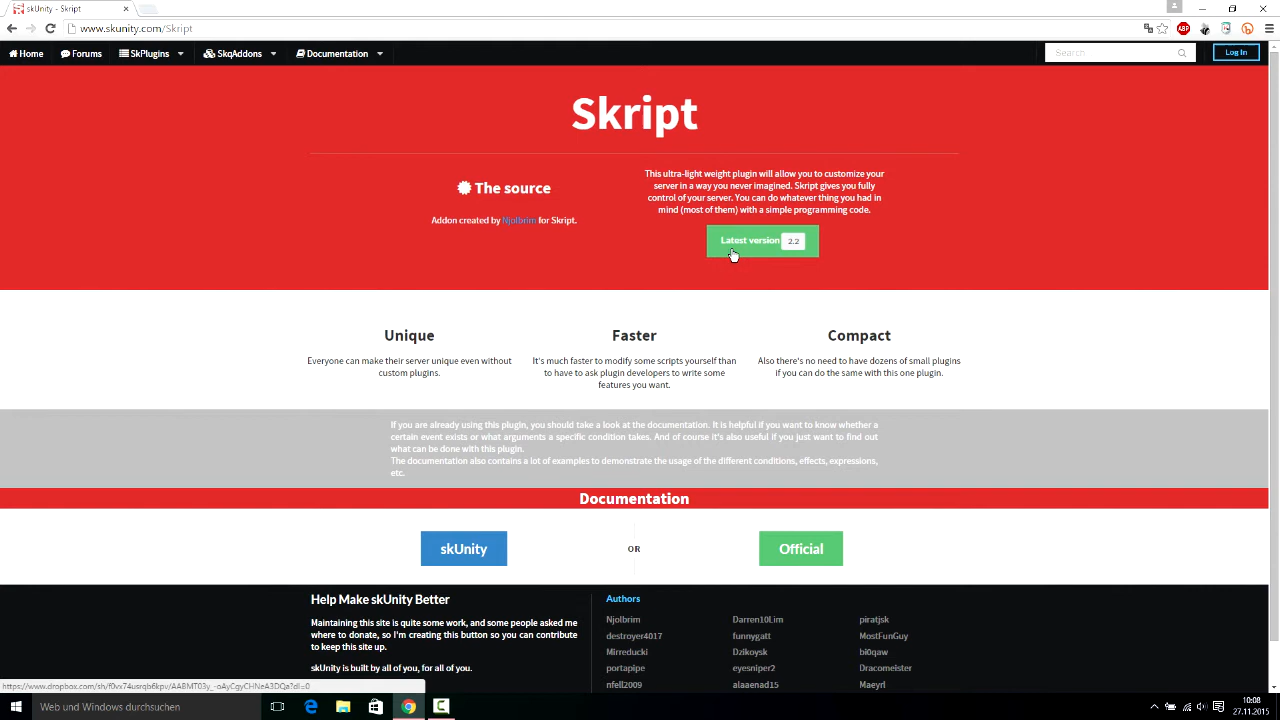 skUnity - Skript
www.skunity.com/Skript
Home
Forums
SkPlugins
SkqAddons
Documentation
Search
Log In
Skript
The source
Addon created by Njolbrim for Skript.
This ultra-light weight plugin will allow you to customize your
server in a way you never imagined. Skript gives you fully
control of your server. You can do whatever thing you had in
mind (most of them) with a simple programming code.
Latest version 2.2
Unique
Everyone can make their server unique even without
custom plugins.
Faster
It's much faster to modify some scripts yourself than
to have to ask plugin developers to write some
features you want.
Compact
Also there's no need to have dozens of small plugins
if you can do the same with this one plugin.
If you are already using this plugin, you should take a look at the documentation. It is helpful if you want to know whether a
certain event exists or what arguments a specific condition takes. And of course it's also useful if you just want to find out
what can be done with this plugin.
The documentation also contains a lot of examples to demonstrate the usage of the different conditions, effects, expressions,
etc.
Documentation
skUnity
OR
Official
Help Make skUnity Better
Maintaining this site is quite some work, and some people asked me
where to donate, so I'm creating this button so you can contribute
to keep this site up.
skUnity is built by all of you, for all of you.
Authors
Njolbrim
Darren10Lim
piratjsk
destroyer4017
funnygatt
MostFunGuy
Mirreducki
Dzikoysk
bi0qaw
portapipe
eyesniper2
Dracomeister
nfell2009
alaaenad15
Maeyrl
Web und Windows durchsuchen
10:08
27.11.2015